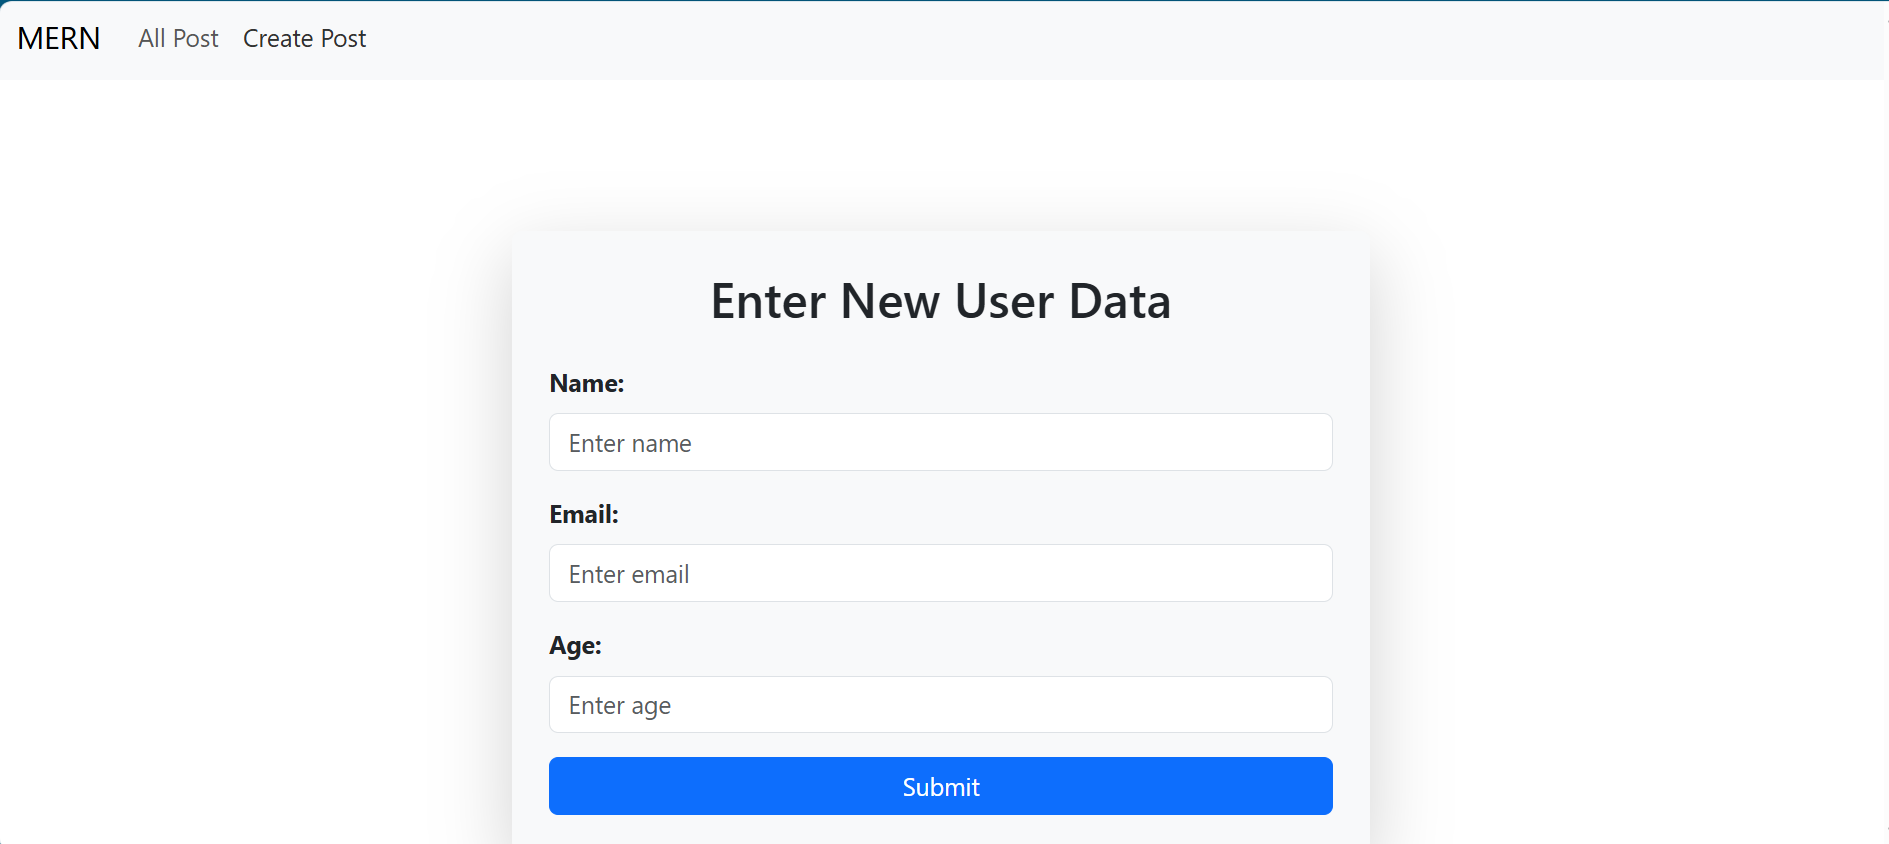 MERN All Post Create Post
Enter New User Data
Name:
Enter name
Email:
Enter email
Age:
Enter age
Submit